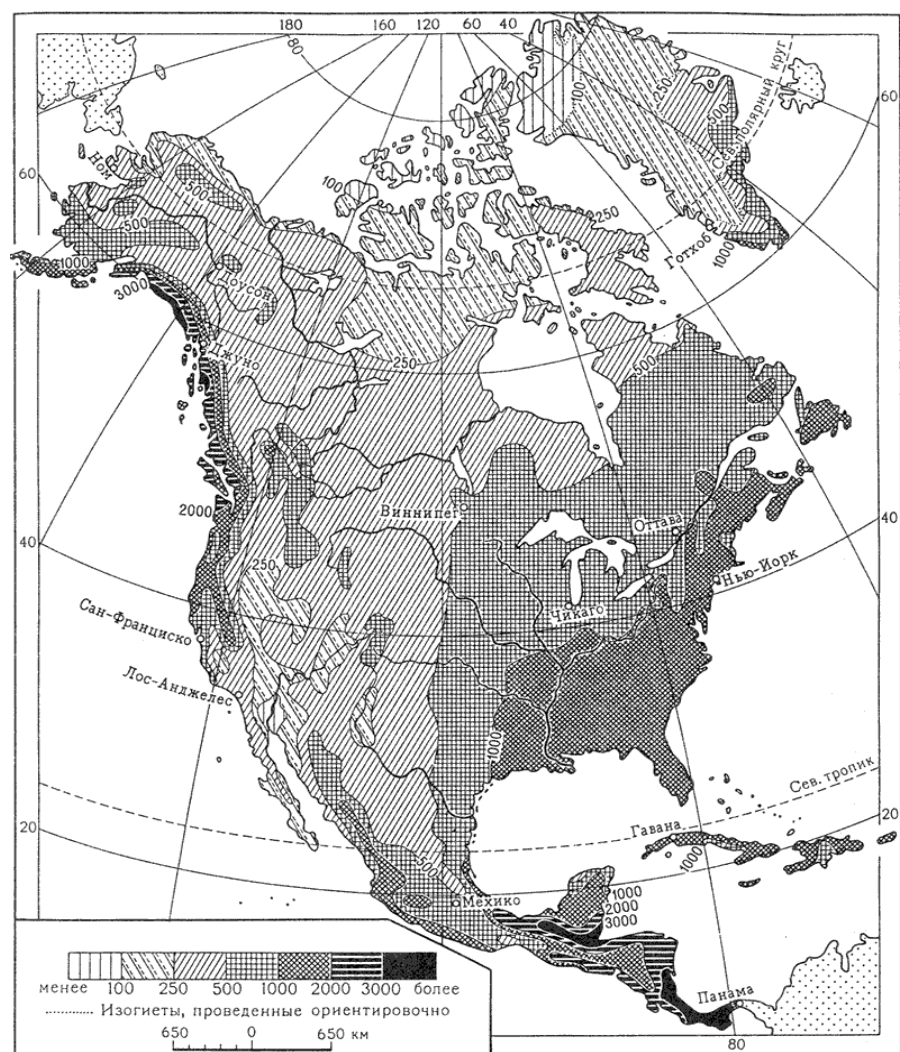 180 160 120 60 40
80
60
60
Сев. полярный круг
100
250
500
Ном
500
100
250
500
1000
3000
Доусон
Готхоб
1000
Джуно
250
500
2000
Виннипег
Оттава
40
40
250
Нью-Йорк
Чикаго
Сан-Франциско
Лос-Анджелес
1000
Сев. тропик
20
20
Гавана
1000
500
Мехико
1000
2000
3000
менее 100 250 500 1000 2000 3000 более
Изогиеты, проведенные ориентировочно
650 0 650 км
Панама
80